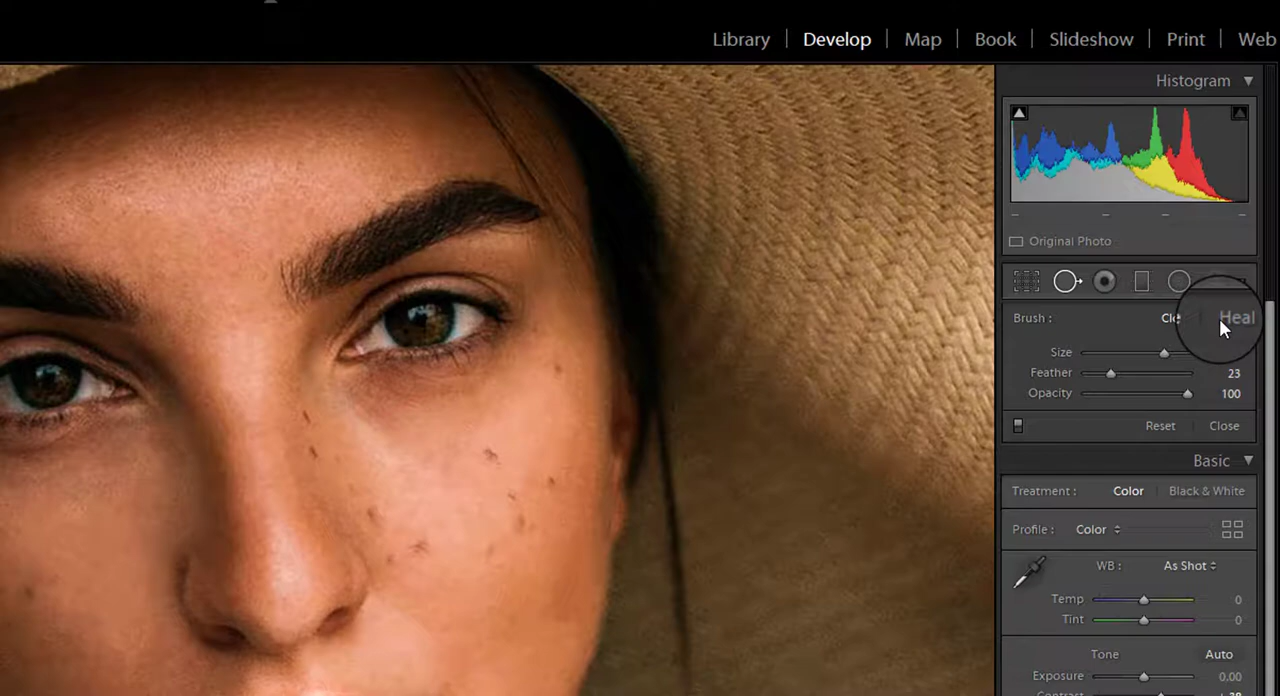 Library | Develop | Map | Book | Slideshow | Print | Web
Histogram
Original Photo
Brush : Heal
Size
Feather 23
Opacity 100
Reset Close
Basic
Treatment : Color | Black & White
Profile : Color
WB : As Shot
Temp 0
Tint 0
Tone Auto
Exposure 0.00